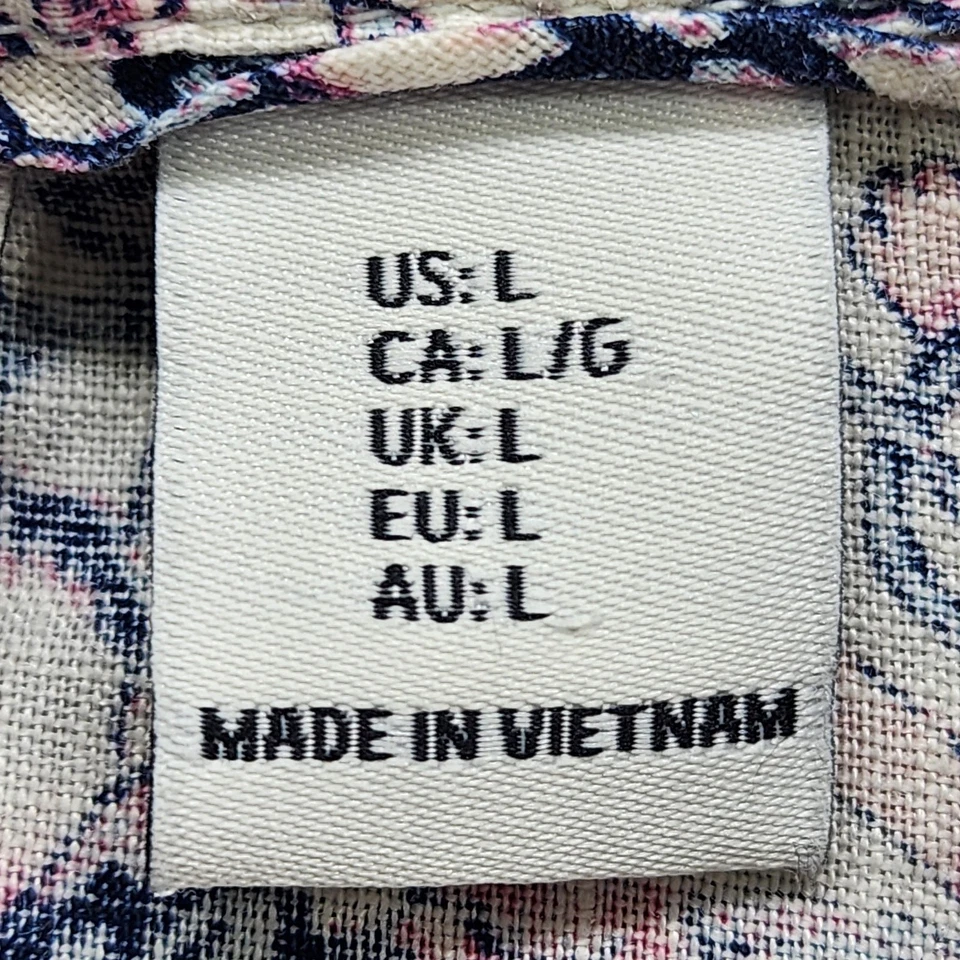 US: L
CA: L/G
UK: L
EU: L
AU: L
MADE IN VIETNAM